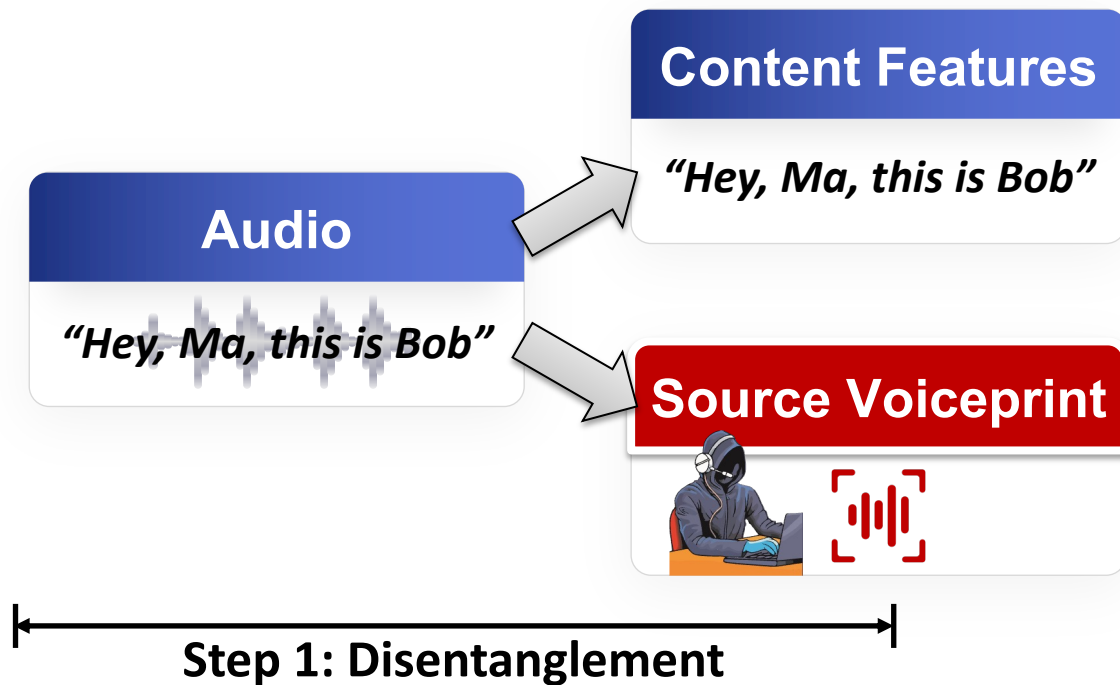 Content Features
“Hey, Ma, this is Bob”
Audio
“Hey, Ma, this is Bob”
Source Voiceprint
Step 1: Disentanglement